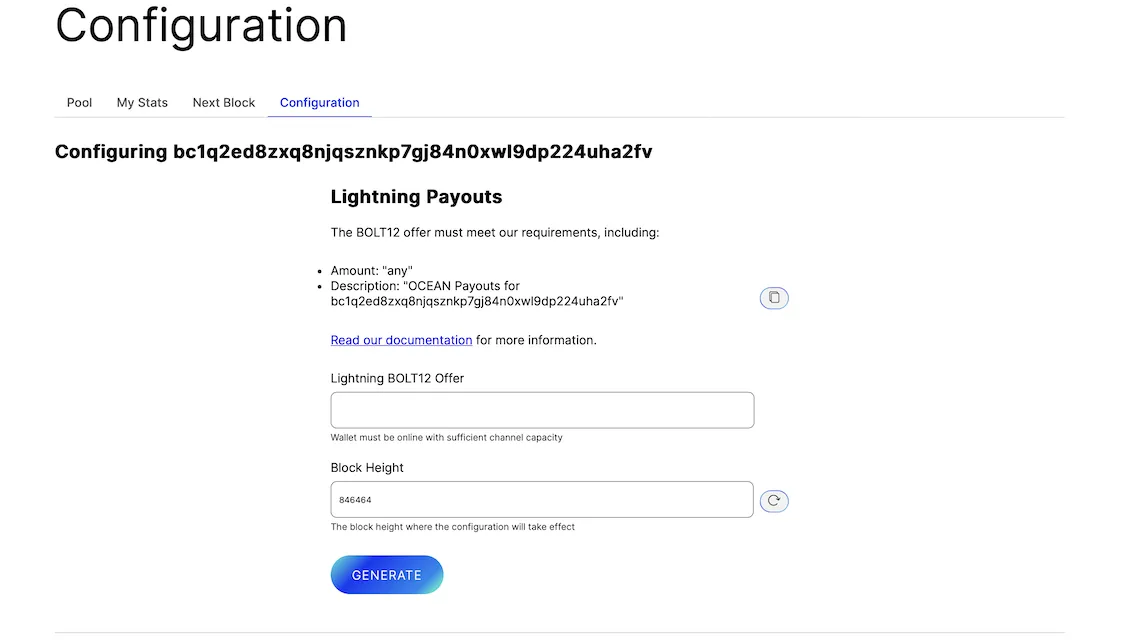 Configuration
Pool
My Stats
Next Block
Configuration
Configuring bc1q2ed8zxq8njqsznkp7gj84n0xwl9dp224uha2fv
Lightning Payouts
The BOLT12 offer must meet our requirements, including:
Amount: "any"
Description: "OCEAN Payouts for
bc1q2ed8zxq8njqsznkp7gj84n0xwl9dp224uha2fv"
Read our documentation for more information.
Lightning BOLT12 Offer
Wallet must be online with sufficient channel capacity
Block Height
846464
The block height where the configuration will take effect
GENERATE